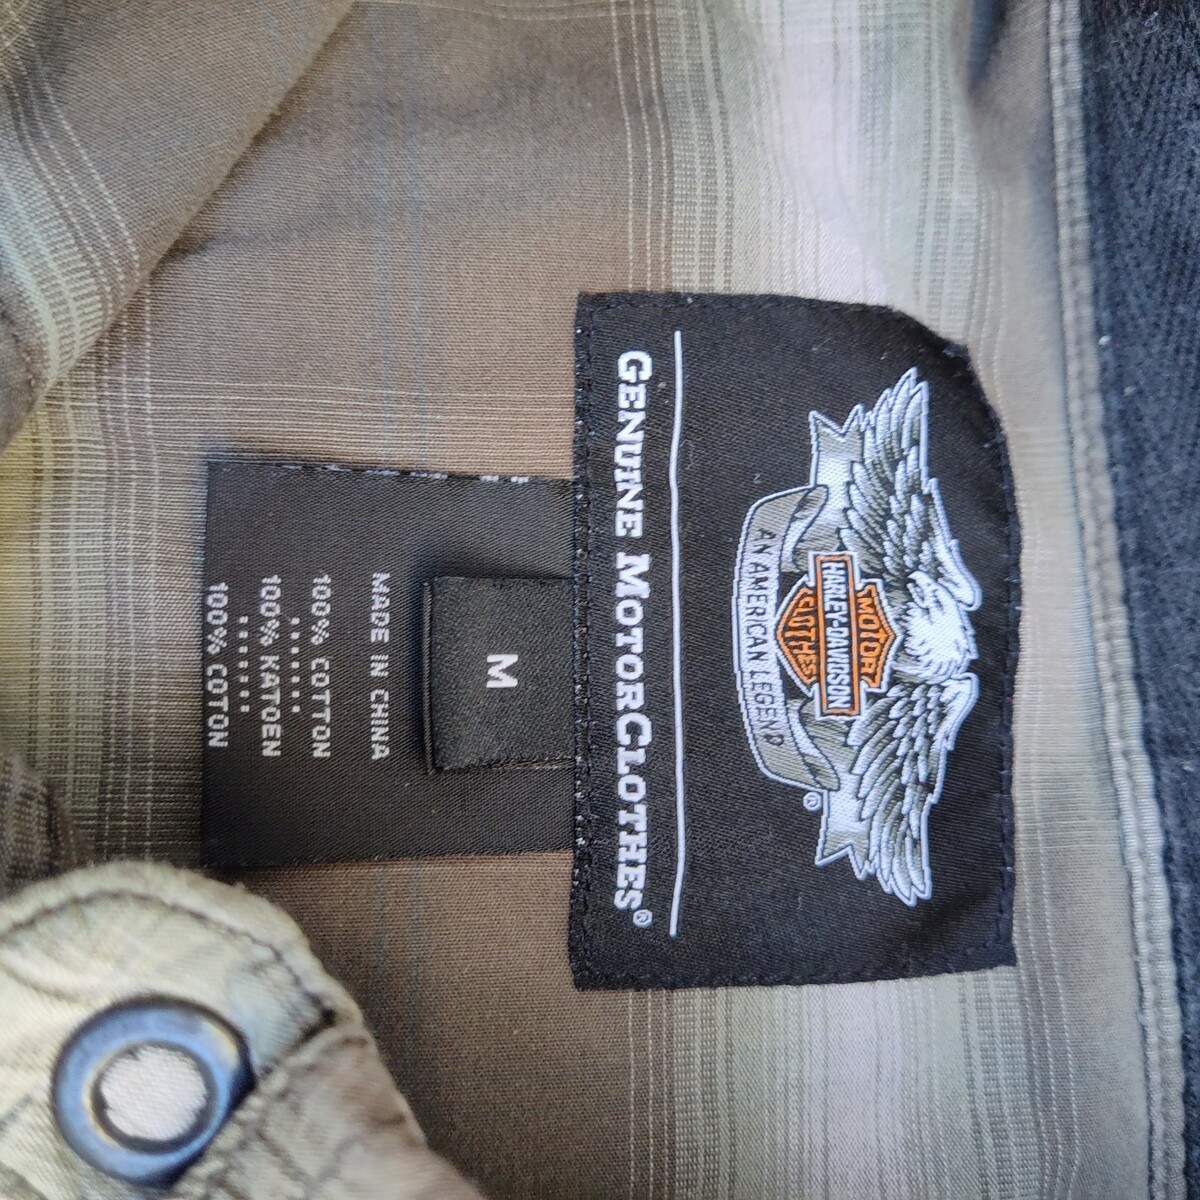 MOTOR
HARLEY-DAVIDSON
CLOTHES
AN AMERICAN LEGEND
®
GENUINE MOTORCLOTHES®
M
MADE IN CHINA
100% COTTON
100% KATOEN
100% COTON